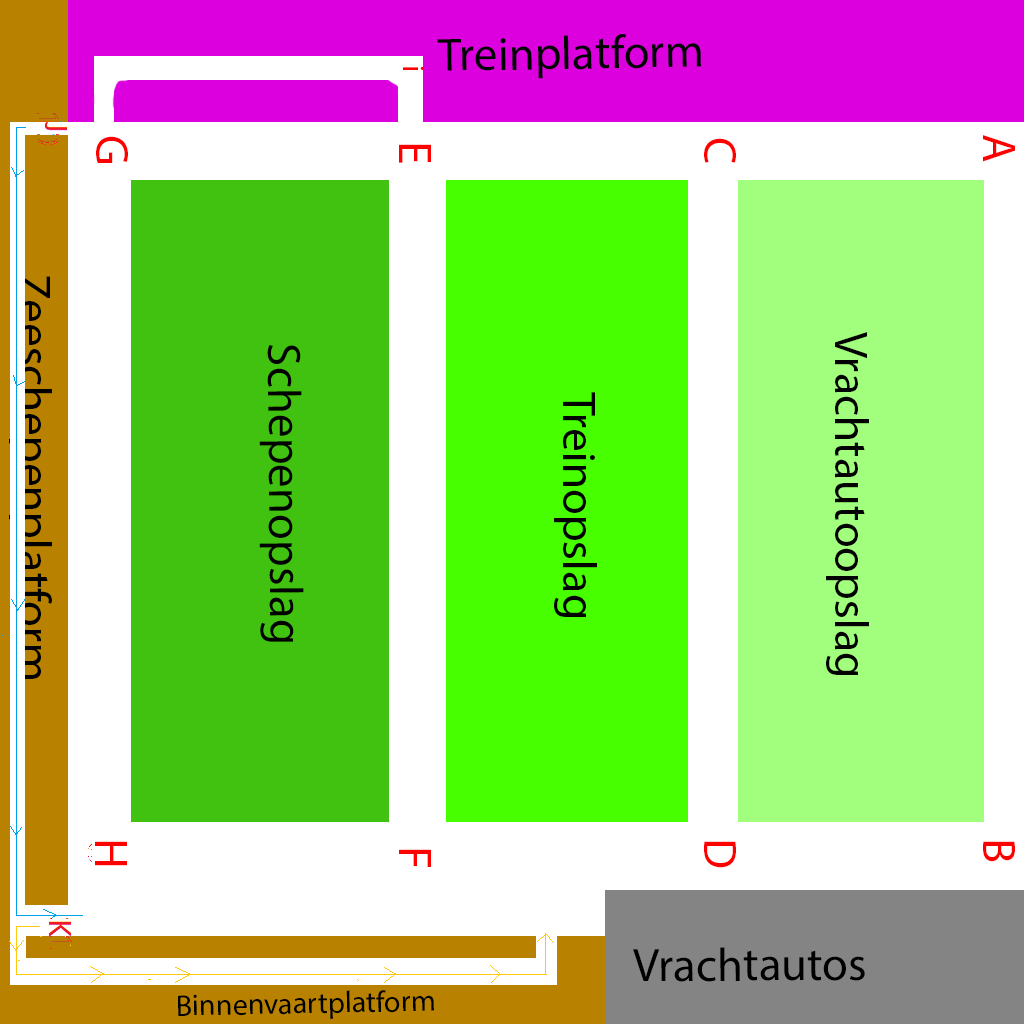 Treinplatform
J
i
G
E
C
A
Zeeschepenplatform
Schepenopslag
Treinopslag
Vrachtautoopslag
H
F
D
B
K
Vrachtautos
Binnenvaartplatform